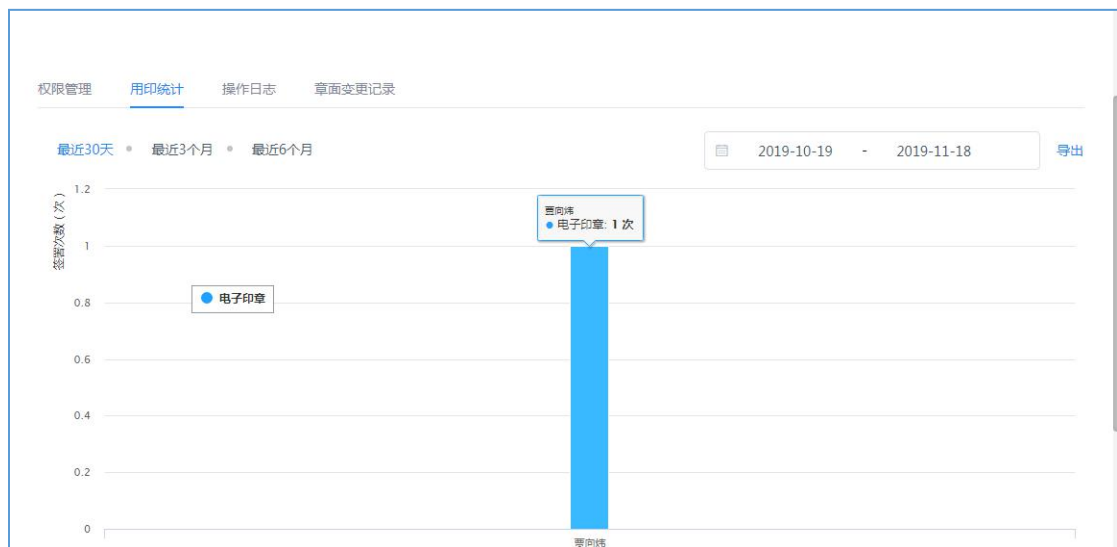 权限管理 用印统计 操作日志 章面变更记录
最近30天 最近3个月 最近6个月 2019-10-19 - 2019-11-18 导出
签署次数(次)
1.2
1
0.8
0.6
0.4
0.2
0
贾向炜
电子印章: 1 次
电子印章
贾向炜